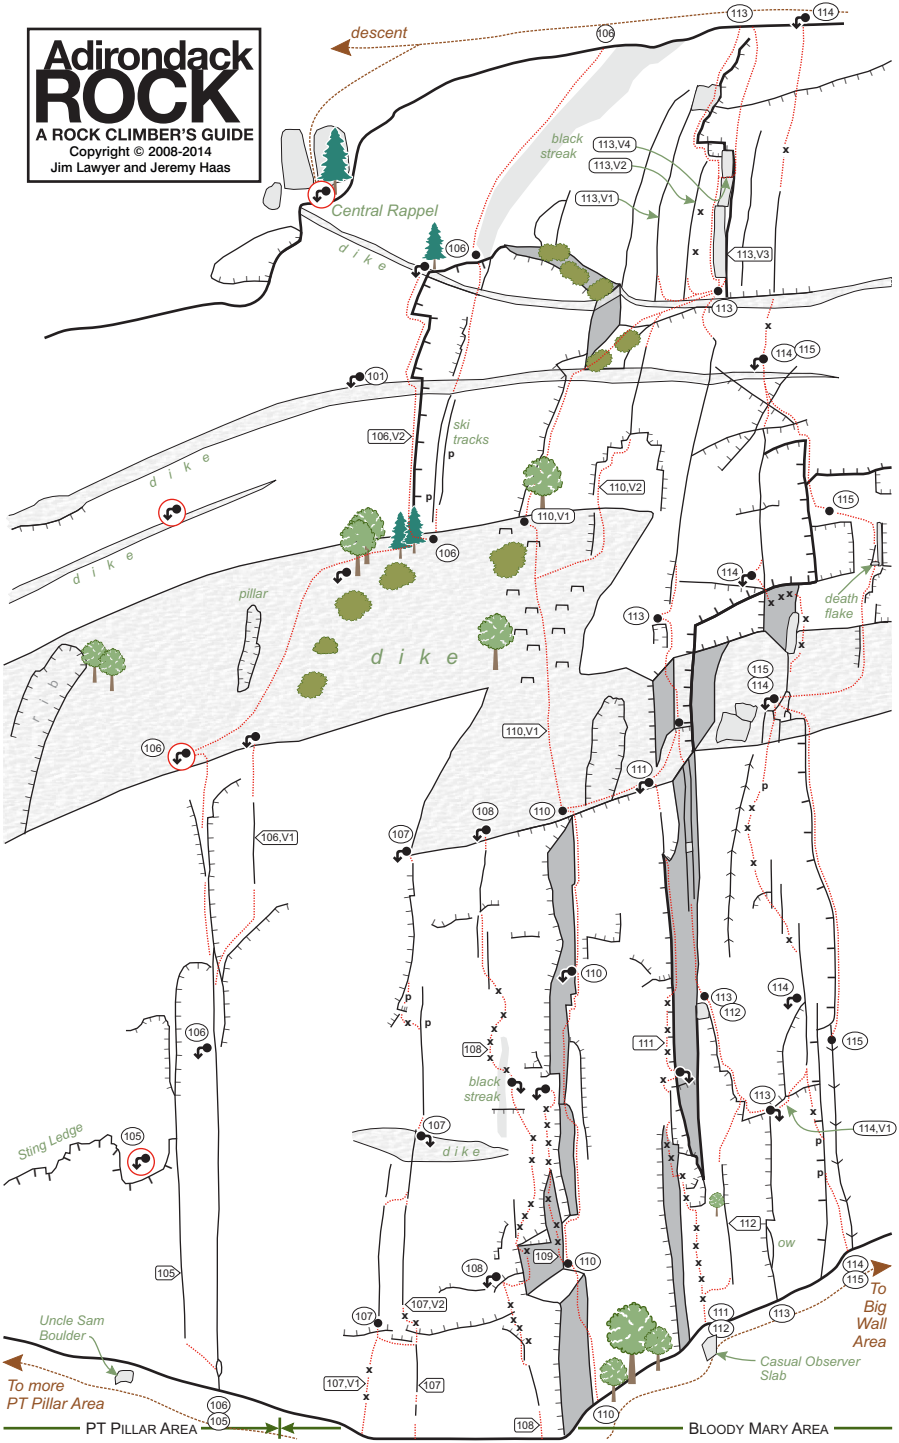 Adirondack
ROCK
A ROCK CLIMBER'S GUIDE
Copyright © 2008-2014
Jim Lawyer and Jeremy Haas
descent
106
113
114
black
streak
113,V4
113,V2
113,V1
x
x
x
113,V3
Central Rappel
dike
106
113
x
114
115
101
106,V2
ski
tracks
p
p
dike
110,V2
110,V1
115
106
dike
114
x
x
x
death
flake
pillar
113
x
x
dike
115
114
rib
110,V1
106
111
p
x
x
x
x
110
108
107
106,V1
x
x
110
114
113
112
p
x
p
x
x
x
x
108
x
x
x
111
x
115
106
black
streak
x
x
x
x
x
x
x
x
113
x
p
p
114,V1
107
dike
Sting Ledge
105
x
x
x
x
x
x
112
ow
109
110
108
105
107,V2
107
x
x
x
x
x
x
114
115
To
Big
Wall
Area
113
111
112
Uncle Sam
Boulder
Casual Observer
Slab
To more
PT Pillar Area
107,V1
x
x
107
108
110
106
105
PT PILLAR AREA
BLOODY MARY AREA